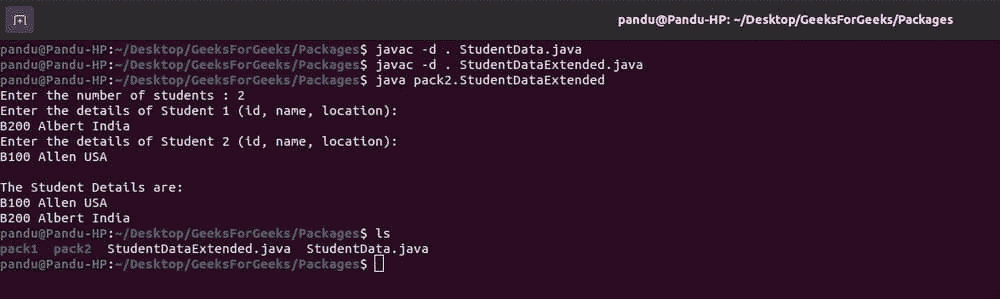 pandu@Pandu-HP: ~/Desktop/GeeksForGeeks/Packages
pandu@Pandu-HP:~/Desktop/GeeksForGeeks/Packages$ javac -d . StudentData.java
pandu@Pandu-HP:~/Desktop/GeeksForGeeks/Packages$ javac -d . StudentDataExtended.java
pandu@Pandu-HP:~/Desktop/GeeksForGeeks/Packages$ java pack2.StudentDataExtended
Enter the number of students : 2
Enter the details of Student 1 (id, name, location):
B200 Albert India
Enter the details of Student 2 (id, name, location):
B100 Allen USA
The Student Details are:
B100 Allen USA
B200 Albert India
pandu@Pandu-HP:~/Desktop/GeeksForGeeks/Packages$ ls
pack1  pack2  StudentDataExtended.java  StudentData.java
pandu@Pandu-HP:~/Desktop/GeeksForGeeks/Packages$